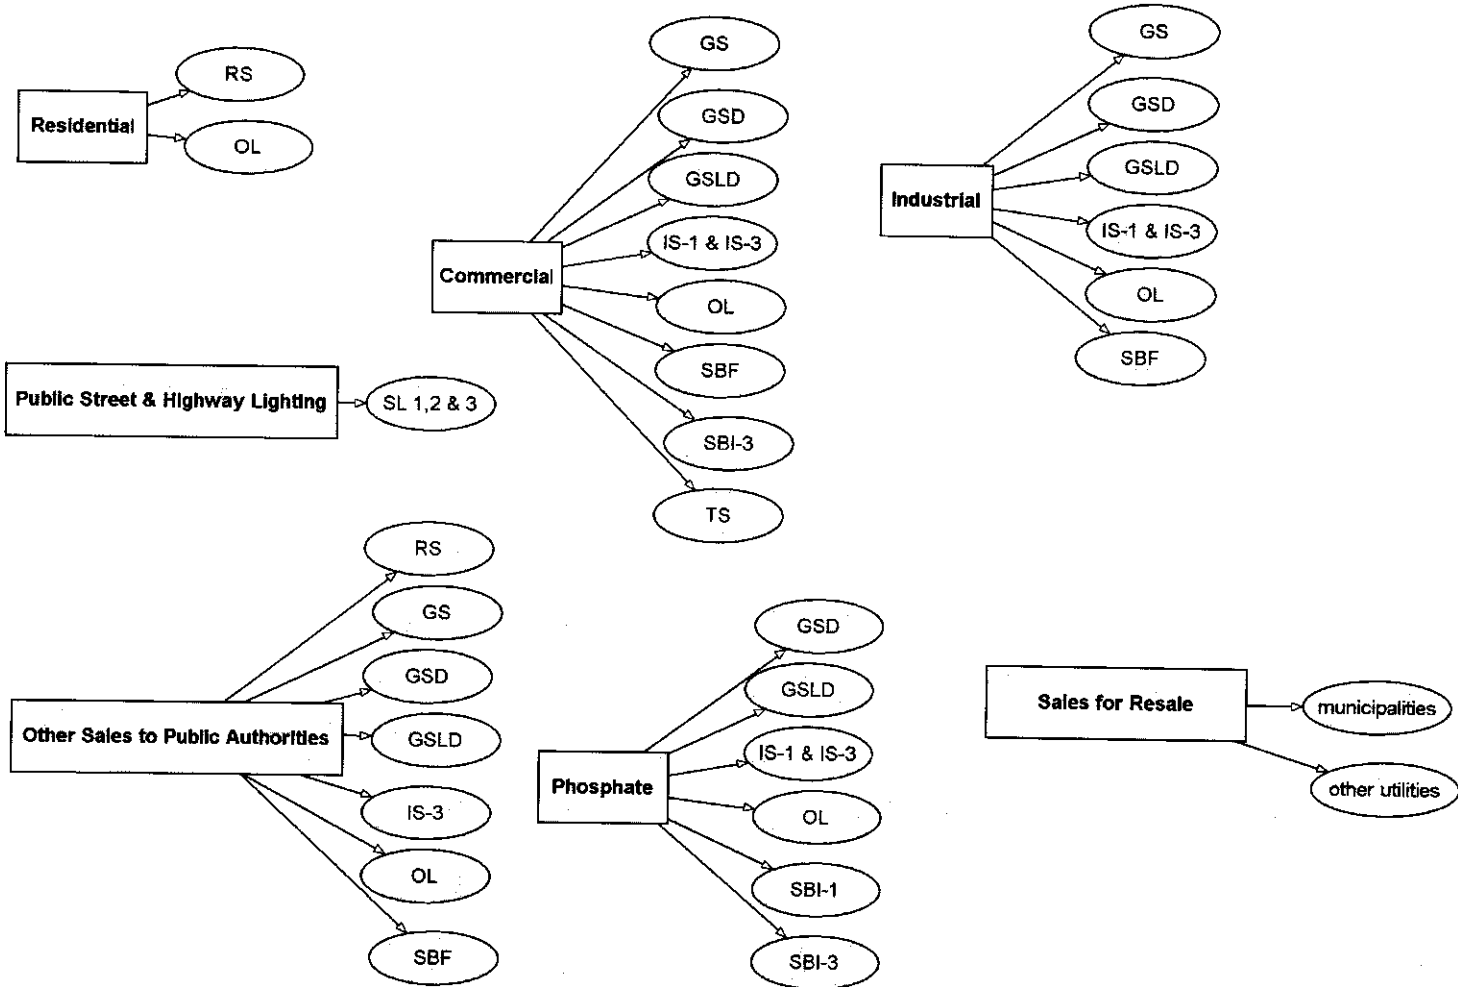 Residential
RS
OL
Commercial
GS
GSD
GSLD
IS-1 & IS-3
OL
SBF
SBI-3
TS
Industrial
GS
GSD
GSLD
IS-1 & IS-3
OL
SBF
Public Street & Highway Lighting
SL 1,2 & 3
Other Sales to Public Authorities
RS
GS
GSD
GSLD
IS-3
OL
SBF
Phosphate
GSD
GSLD
IS-1 & IS-3
OL
SBI-1
SBI-3
Sales for Resale
municipalities
other utilities